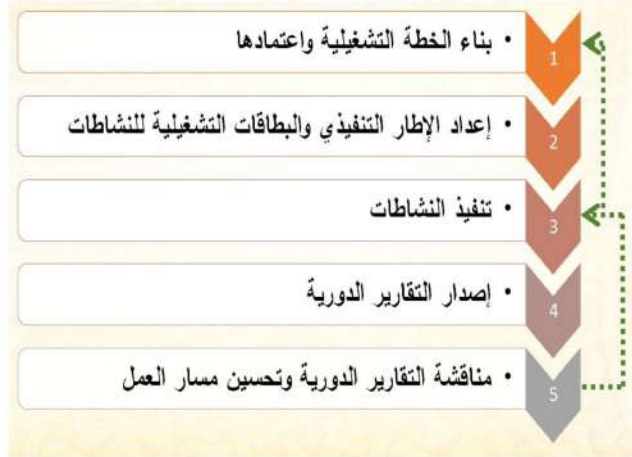 • بناء الخطة التشغيلية واعتمادها
1
• إعداد الإطار التنفيذي والبطاقات التشغيلية للنشاطات
2
• تنفيذ النشاطات
3
• إصدار التقارير الدورية
4
• مناقشة التقارير الدورية وتحسين مسار العمل
5